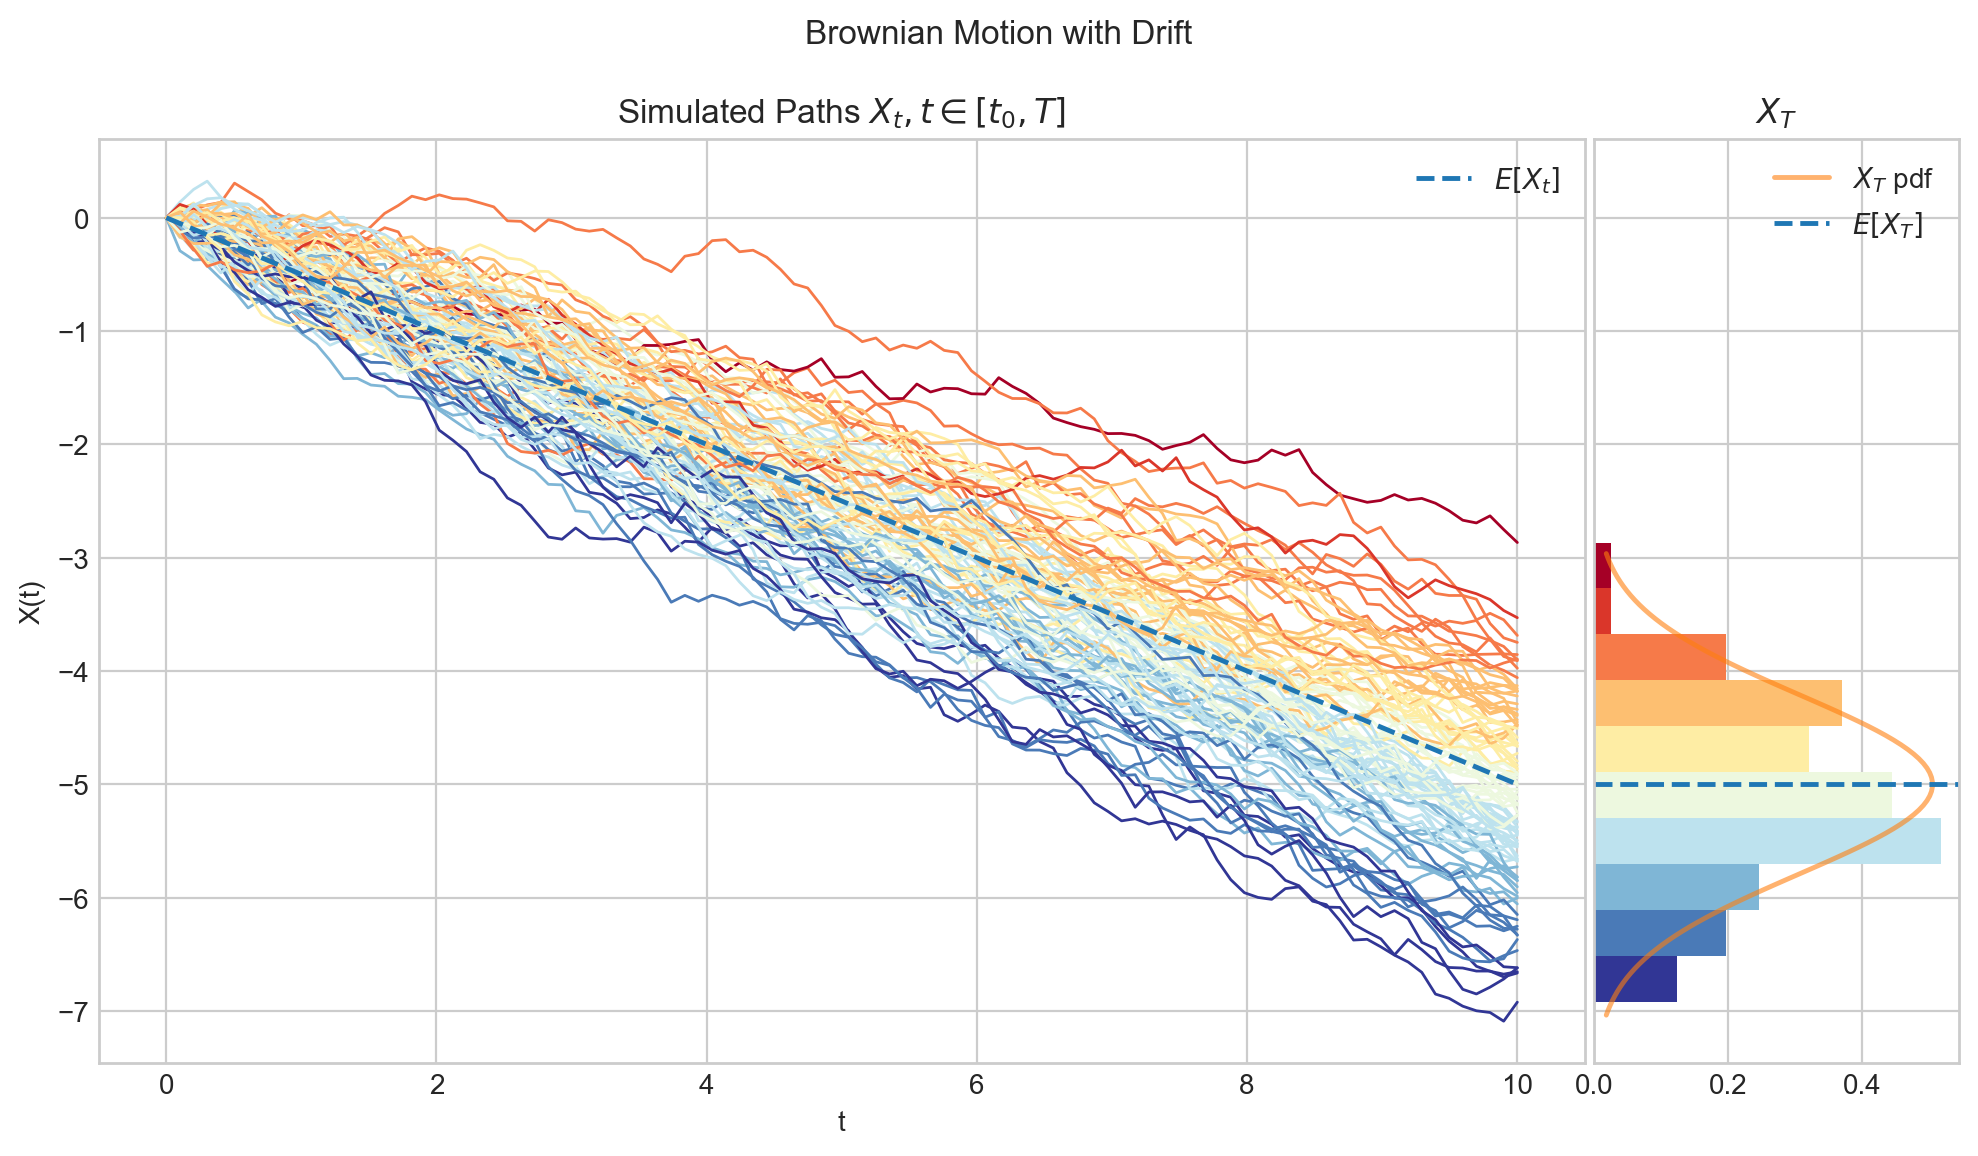 Brownian Motion with Drift
Simulated Paths $X_t, t \in [t_0, T]$
$E[X_t]$
0
−1
−2
−3
−4
−5
−6
−7
X(t)
0
2
4
6
8
10
t
$X_T$
$X_T$ pdf
$E[X_T]$
0.0
0.2
0.4